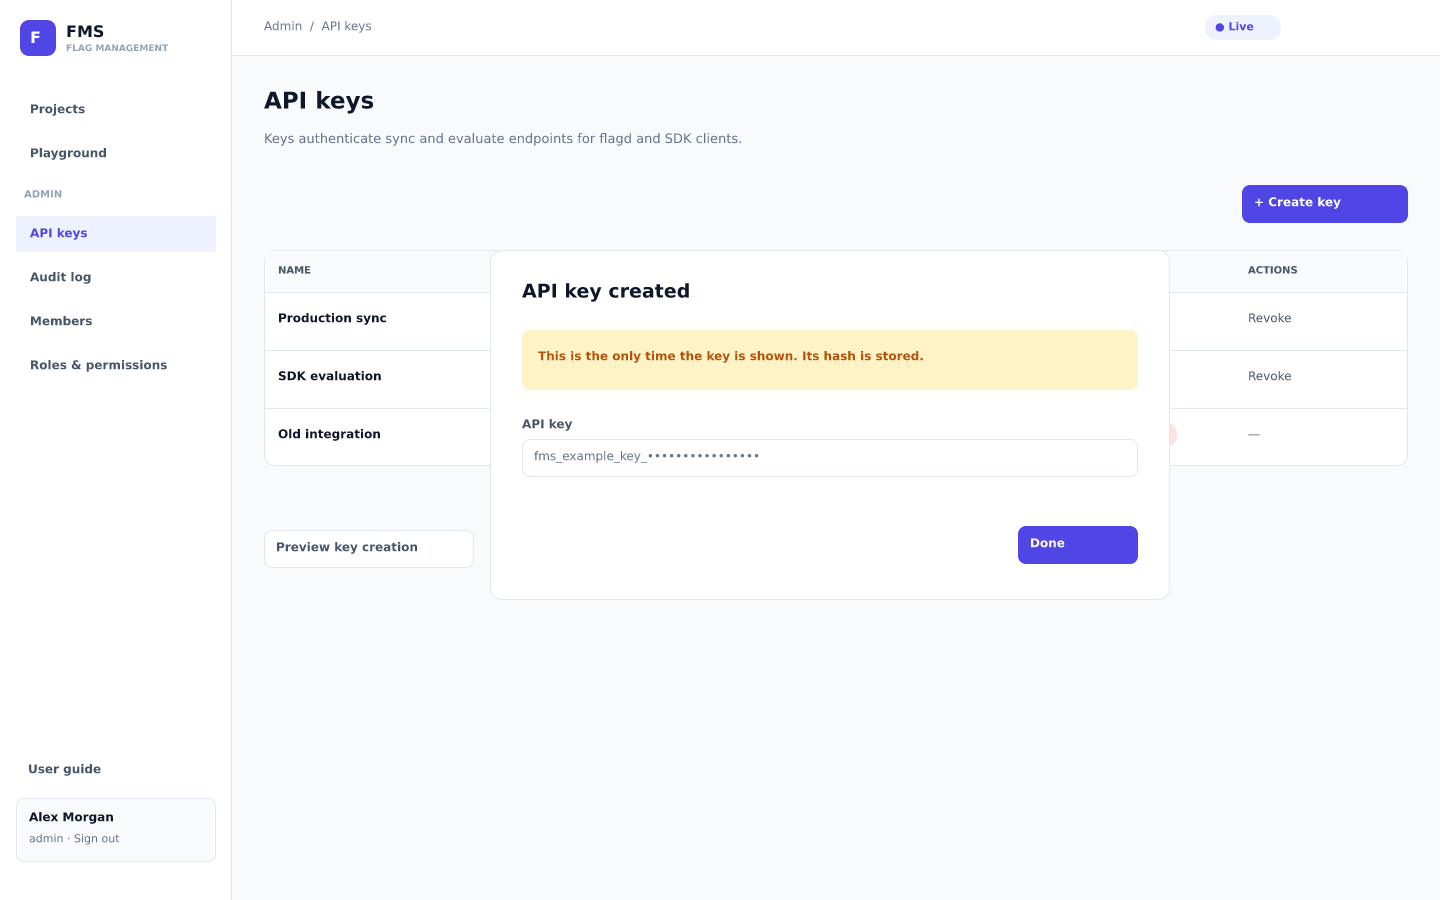 F
FMS
FLAG MANAGEMENT
Projects
Playground
ADMIN
API keys
Audit log
Members
Roles & permissions
User guide
Alex Morgan
admin · Sign out
Admin / API keys
● Live
API keys
Keys authenticate sync and evaluate endpoints for flagd and SDK clients.
+ Create key
NAME
ACTIONS
Production sync
Revoke
SDK evaluation
Revoke
Old integration
—
Preview key creation
API key created
This is the only time the key is shown. Its hash is stored.
API key
fms_example_key_••••••••••••••••
Done